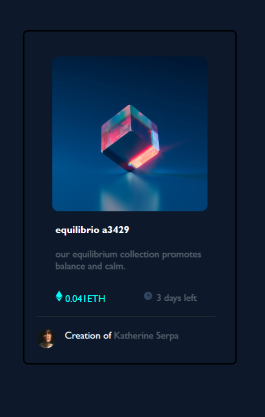 equilibrio a3429
our equilibrium collection promotes
balance and calm.
0.041ETH
3 days left
Creation of Katherine Serpa